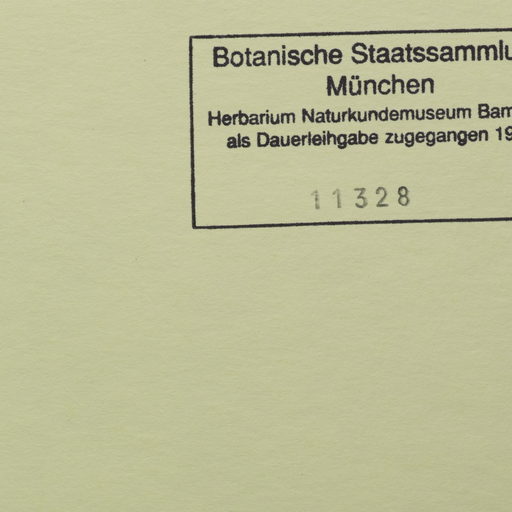 Botanische Staatssammlu
München
Herbarium Naturkundemuseum Bam
als Dauerleihgabe zugegangen 19
11328